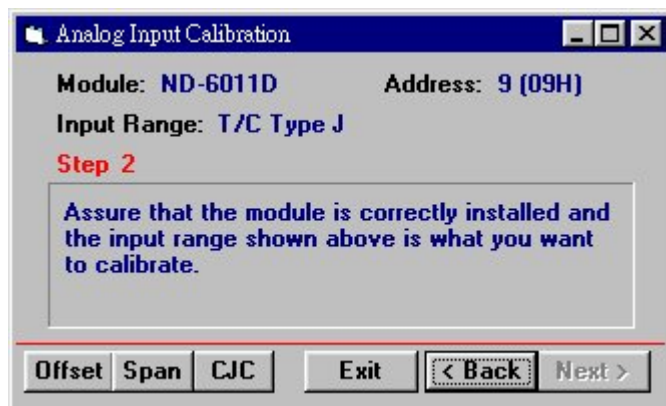 Analog Input Calibration
Module: ND-6011D Address: 9 (09H)
Input Range: T/C Type J
Step 2
Assure that the module is correctly installed and
the input range shown above is what you want
to calibrate.
Offset Span CJC Exit < Back Next >